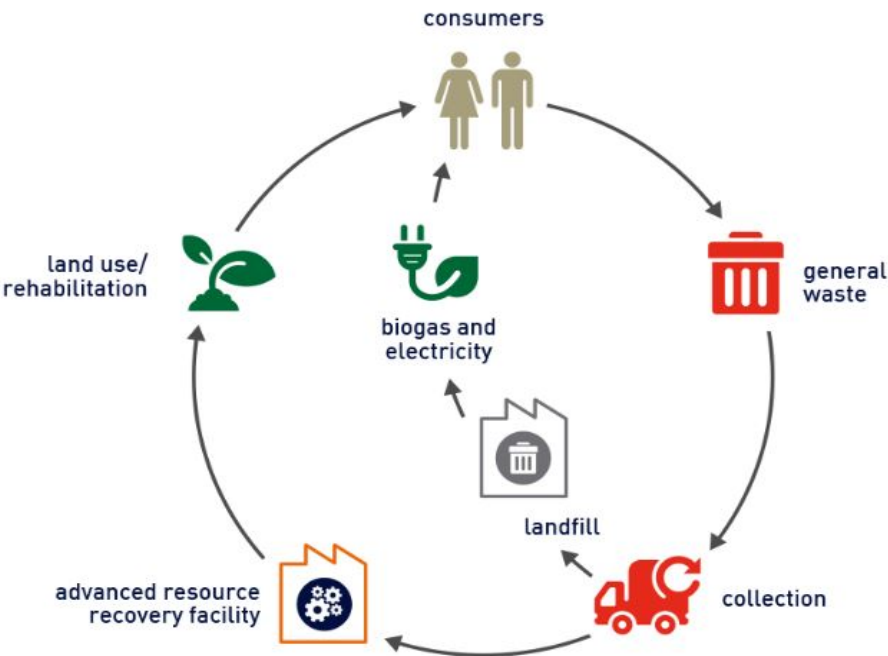 consumers
general
waste
collection
landfill
biogas and
electricity
advanced resource
recovery facility
land use/
rehabilitation